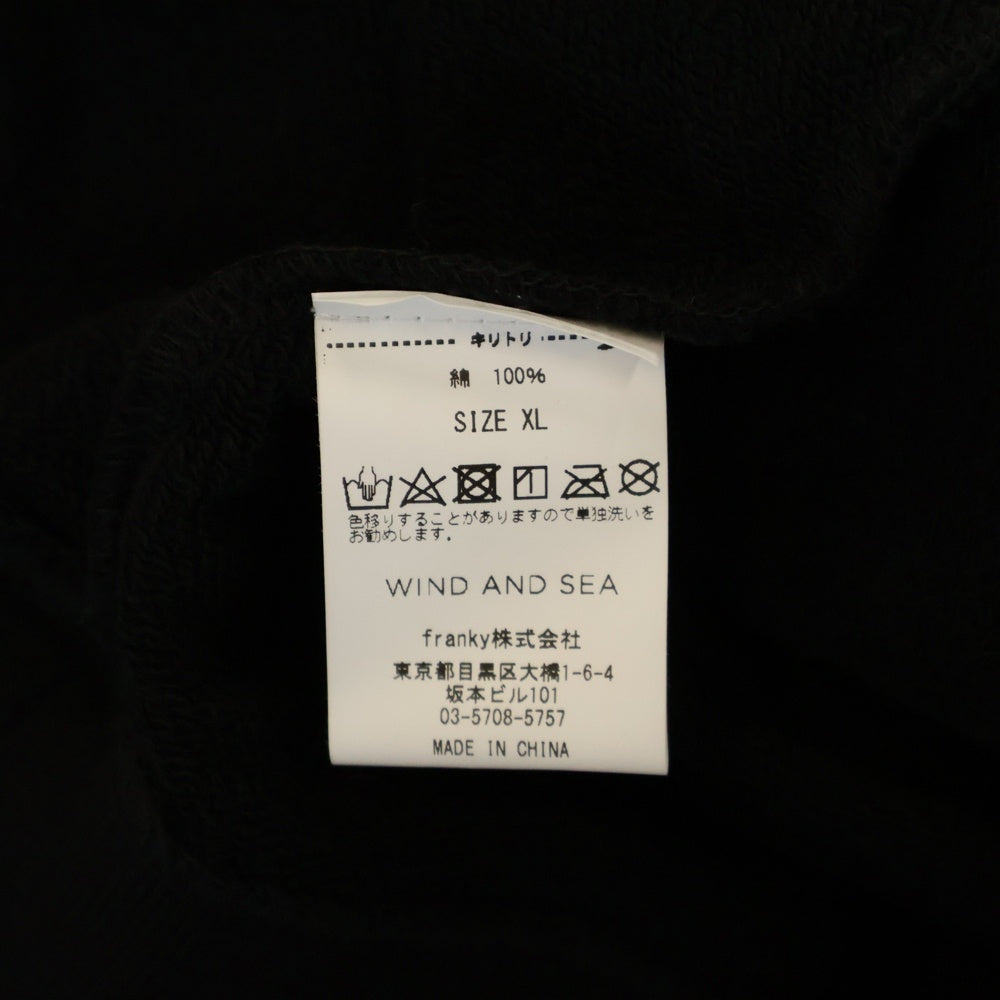 キリトリ
綿 100%
SIZE XL
色移りすることがありますので単独洗いを
お勧めします。
WIND AND SEA
franky株式会社
東京都目黒区大橋1-6-4
坂本ビル101
03-5708-5757
MADE IN CHINA